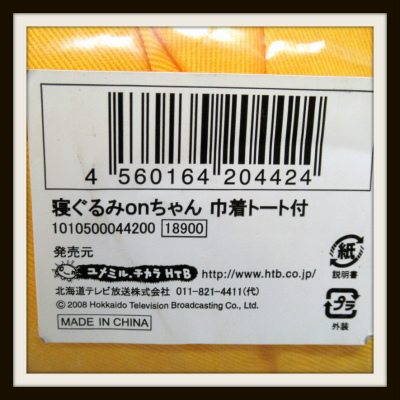 4 560164 204424
寝ぐるみonちゃん 巾着トート付
1010500044200 18900
発売元
ユメミル、チカラ HTB http://www.htb.co.jp/
北海道テレビ放送株式会社 011-821-4411(代)
© 2008 Hokkaido Television Broadcasting Co., Ltd.
MADE IN CHINA
紙
説明書
プラ
外装